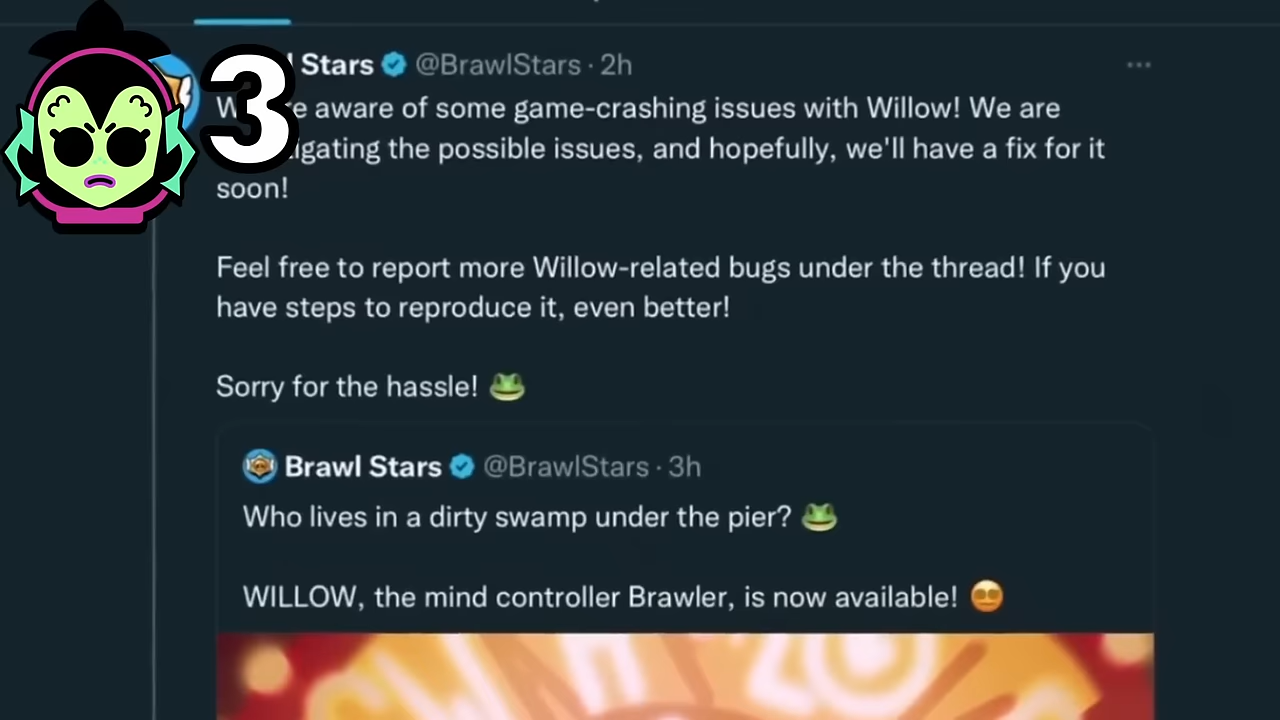 3
Stars @BrawlStars · 2h
aware of some game-crashing issues with Willow! We are
the possible issues, and hopefully, we'll have a fix for it
soon!
Feel free to report more Willow-related bugs under the thread! If you
have steps to reproduce it, even better!
Sorry for the hassle! 🐸
Brawl Stars @BrawlStars · 3h
Who lives in a dirty swamp under the pier? 🐸
WILLOW, the mind controller Brawler, is now available! 😵‍💫